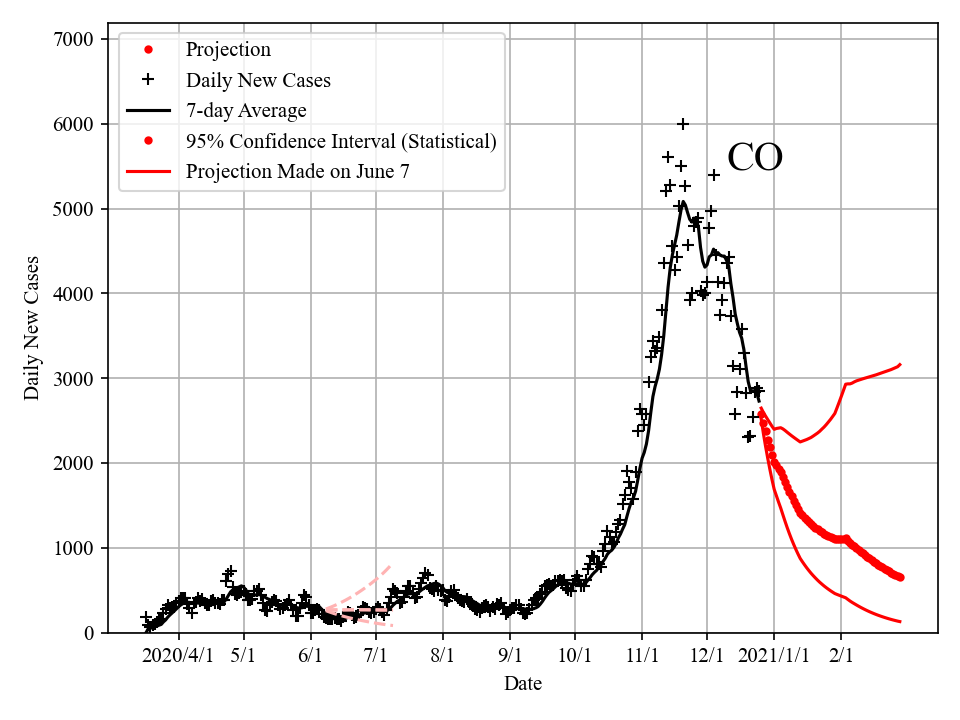 7000
6000
5000
4000
3000
2000
1000
0
Daily New Cases
Projection
Daily New Cases
7-day Average
95% Confidence Interval (Statistical)
Projection Made on June 7
CO
2020/4/1 5/1 6/1 7/1 8/1 9/1 10/1 11/1 12/1 2021/1/1 2/1
Date